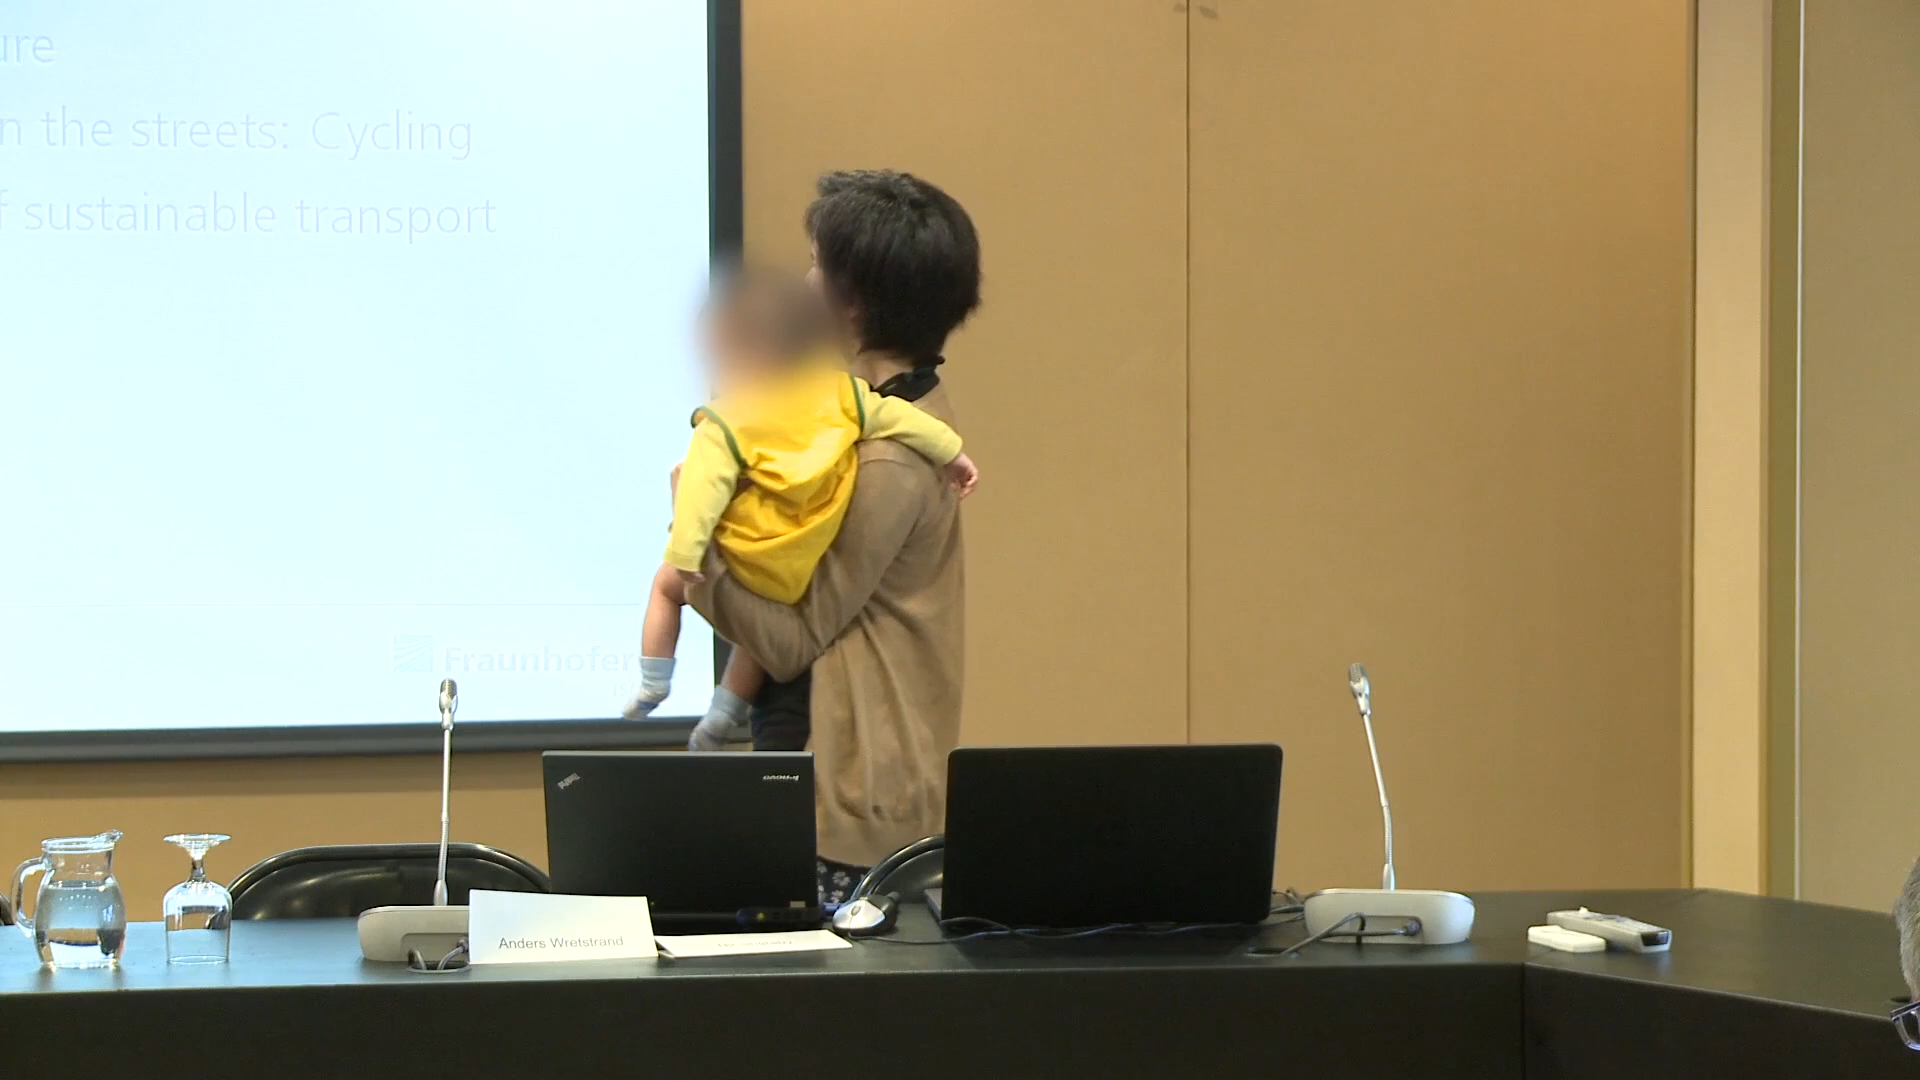 ure
n the streets: Cycling
f sustainable transport
Fraunhofer
ThinkPad
lenovo
Anders Wretstrand